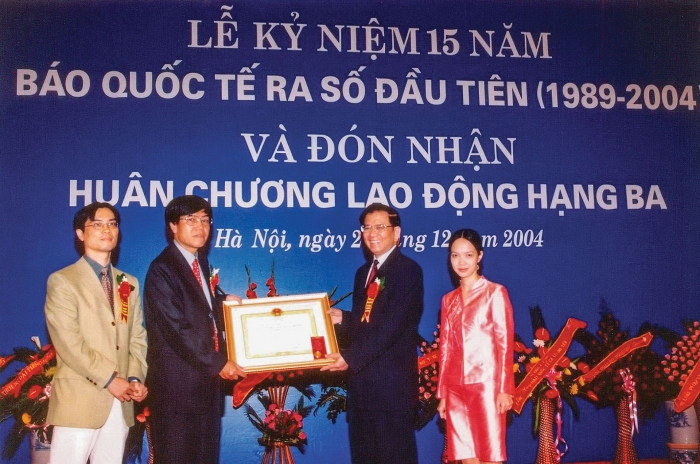 LỄ KỶ NIỆM 15 NĂM
BÁO QUỐC TẾ RA SỐ ĐẦU TIÊN (1989-2004)
VÀ ĐÓN NHẬN
HUÂN CHƯƠNG LAO ĐỘNG HẠNG BA
Hà Nội, ngày 2 12 2004